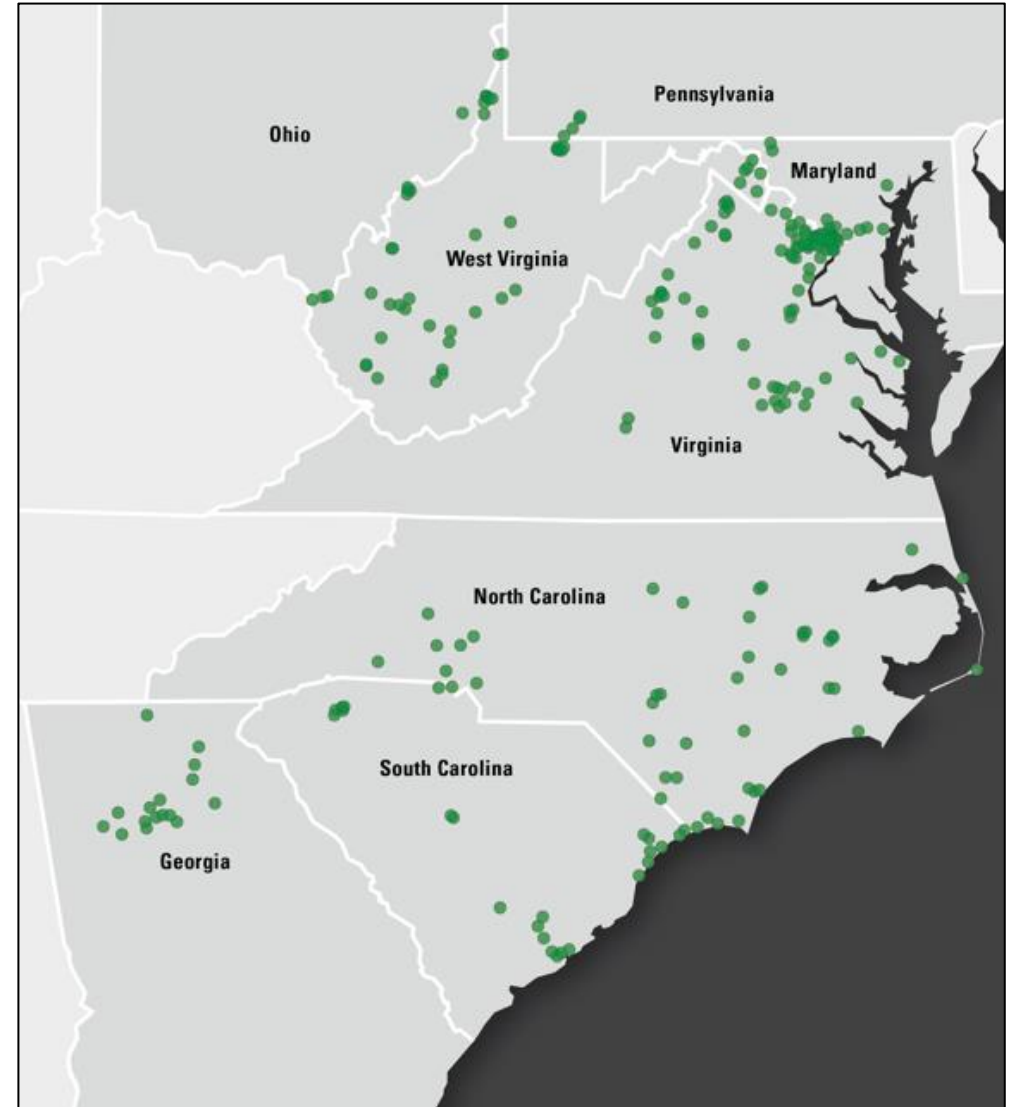 Pennsylvania
Ohio
Maryland
West Virginia
Virginia
North Carolina
South Carolina
Georgia